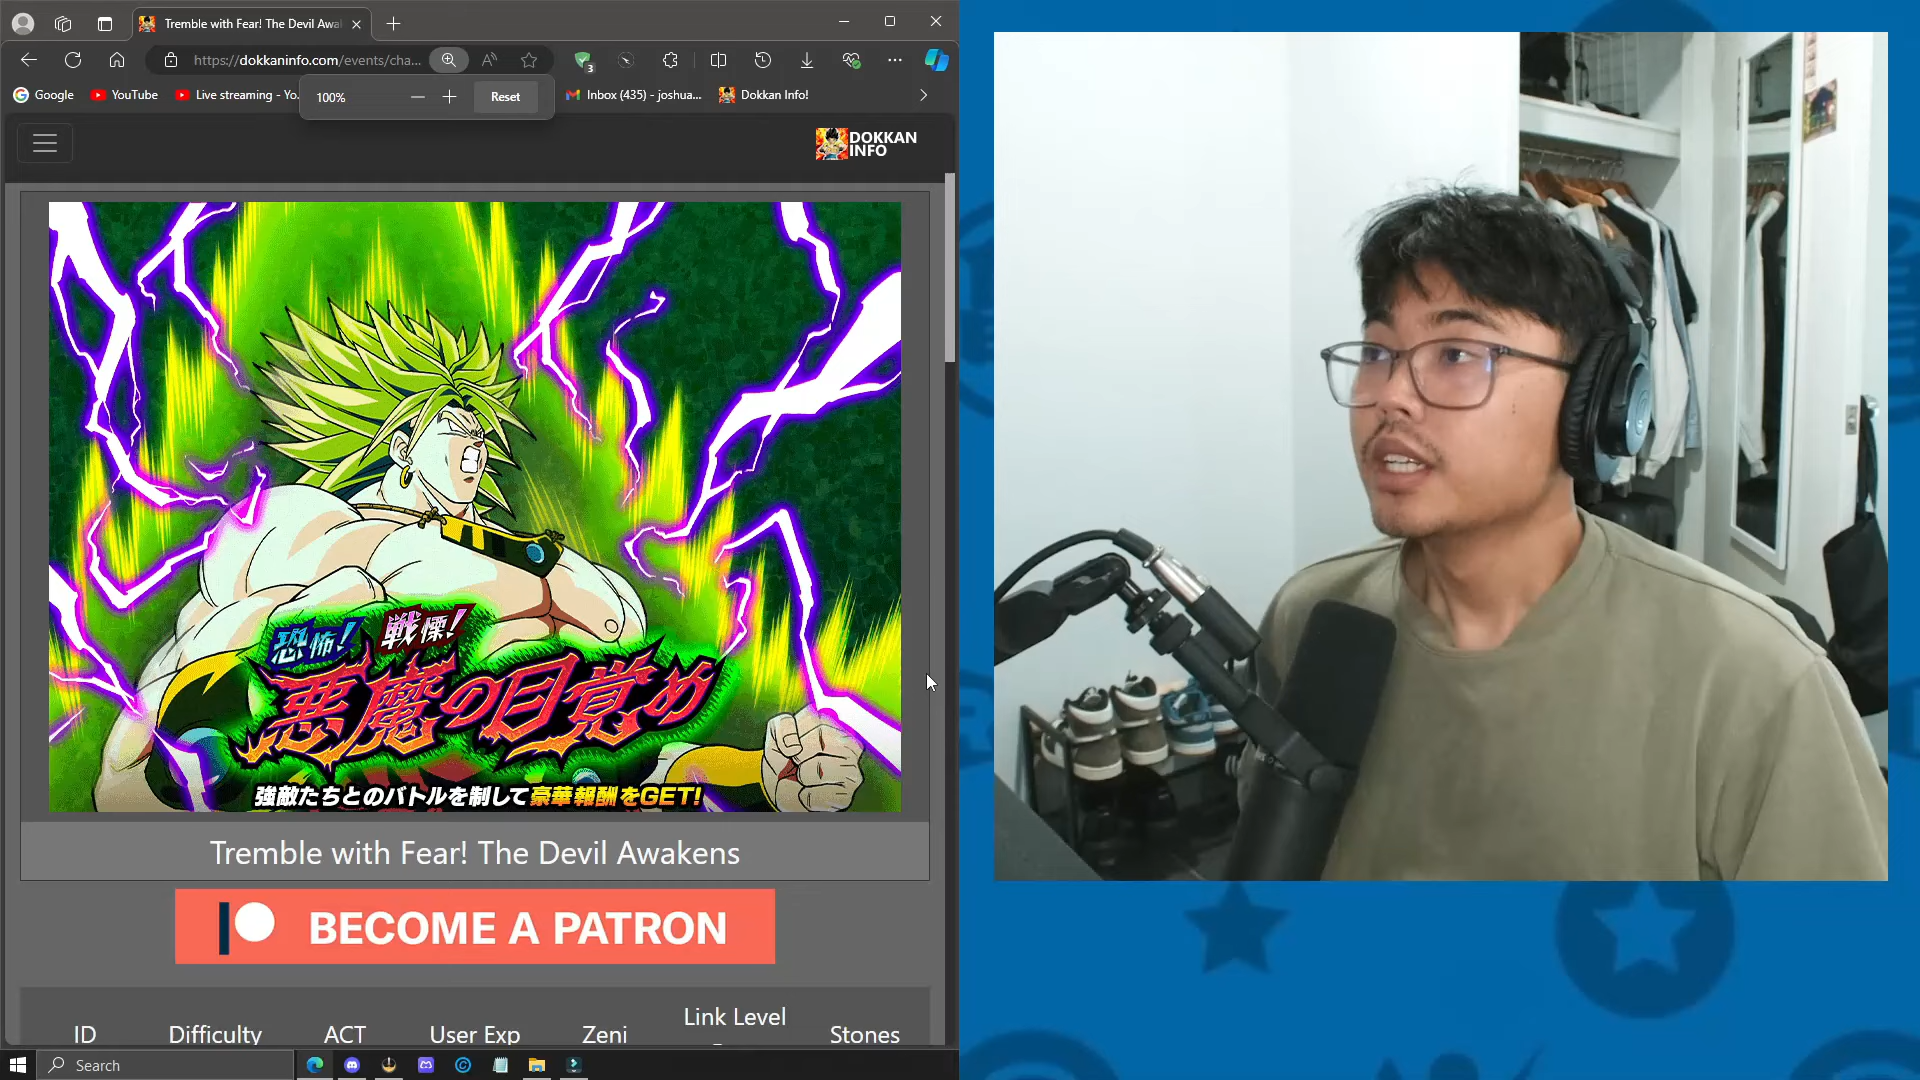 Tremble with Fear! The Devil Awa
https://dokkaninfo.com/events/cha...
3
Google
YouTube
Live streaming - Yo
100%
Reset
Inbox (435) - joshua...
Dokkan Info!
DOKKAN
INFO
恐怖! 戦慄!
悪魔の目覚め
強敵たちとのバトルを制して豪華報酬をGET!
Tremble with Fear! The Devil Awakens
BECOME A PATRON
ID
Difficulty
ACT
User Exp
Zeni
Link Level
Stones
Search